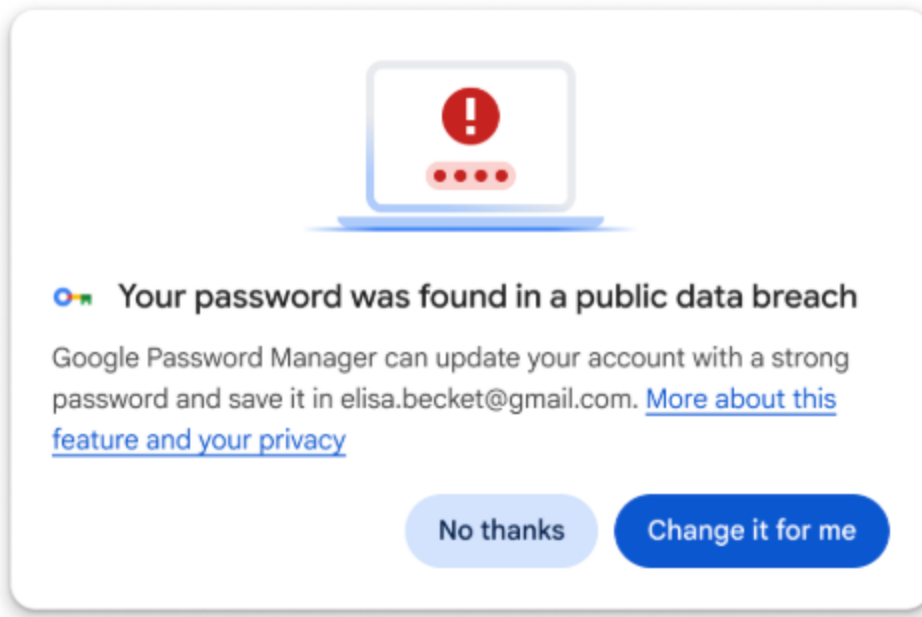 Your password was found in a public data breach
Google Password Manager can update your account with a strong
password and save it in elisa.becket@gmail.com. More about this
feature and your privacy
No thanks
Change it for me